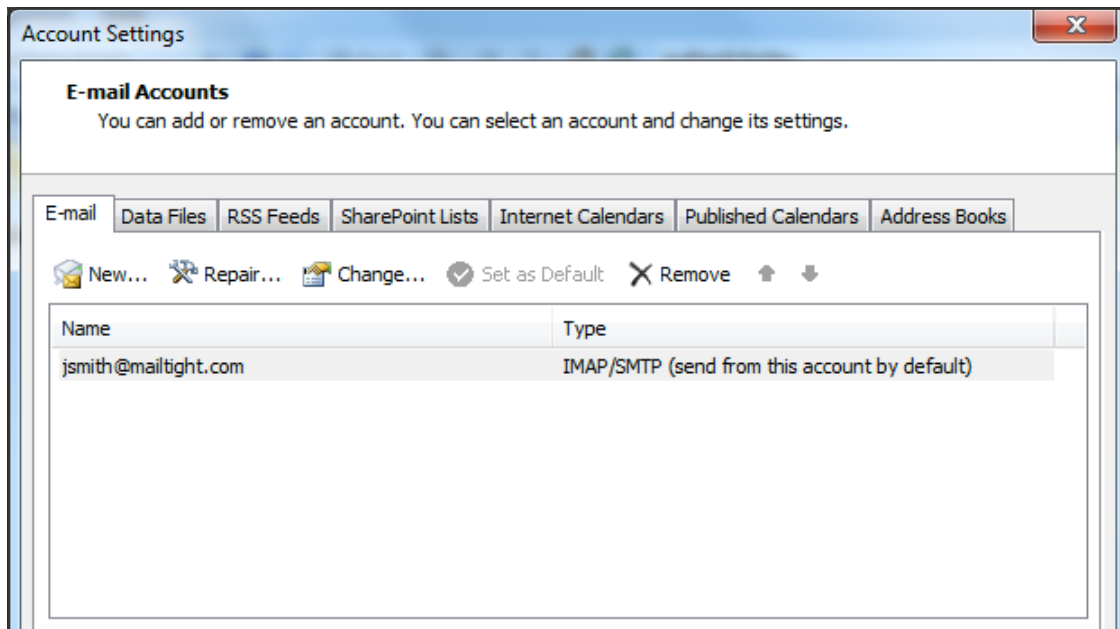 Account Settings
E-mail Accounts
You can add or remove an account. You can select an account and change its settings.
E-mail Data Files RSS Feeds SharePoint Lists Internet Calendars Published Calendars Address Books
New... Repair... Change... Set as Default Remove
Name Type
jsmith@mailtight.com IMAP/SMTP (send from this account by default)